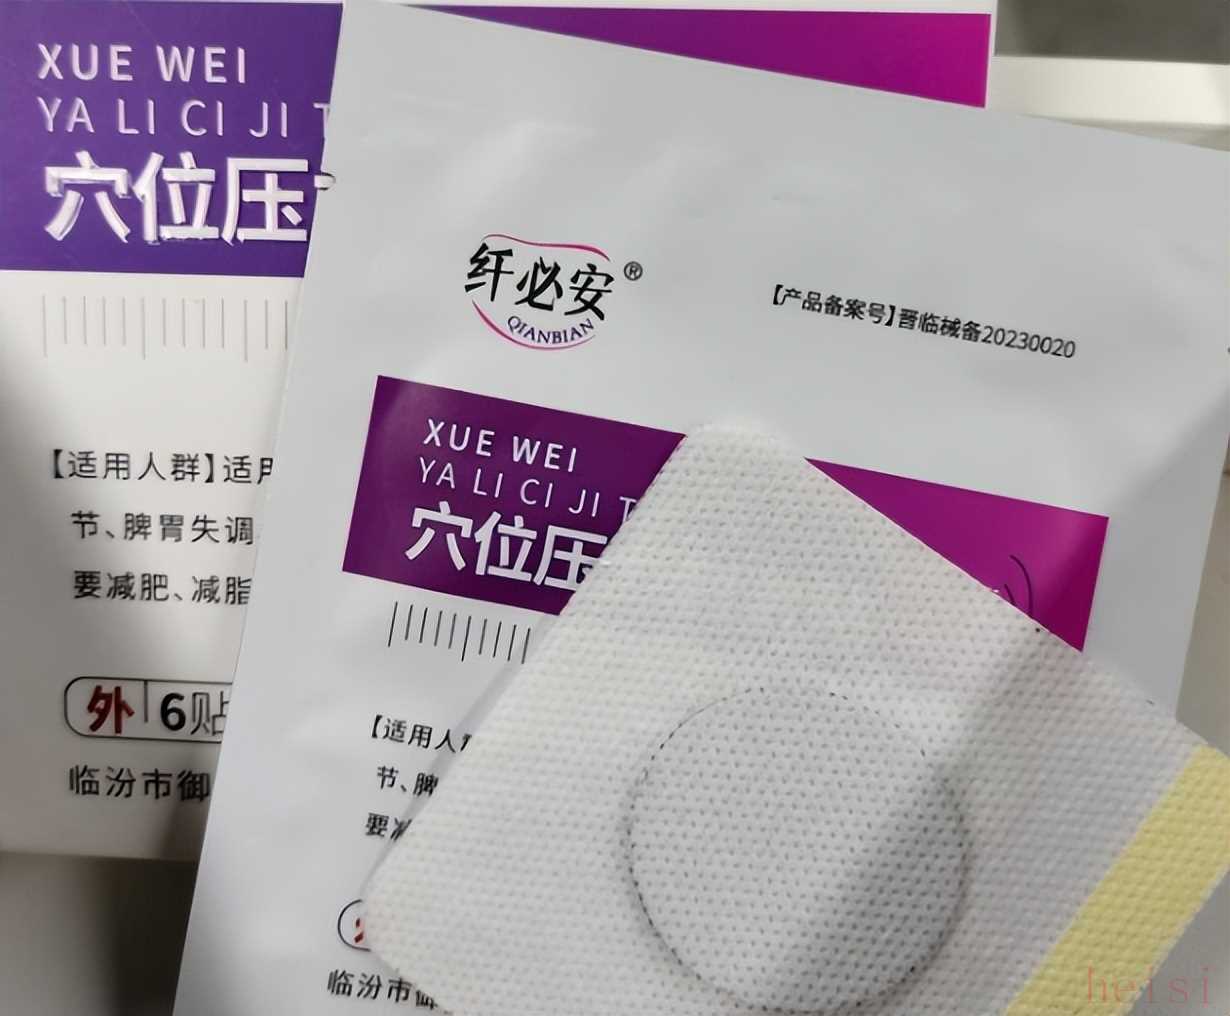 XUE WEI
YA LI CI JI
穴位压
【适用人群】适用
节、脾胃失调
要减肥、减脂
外 6贴
临汾市御
纤必安®
QIANBIAN
【产品备案号】晋临械备20230020
XUE WEI
YA LI CI JI T
穴位压
【适用人
节、脾
要减
临汾市御
heisi